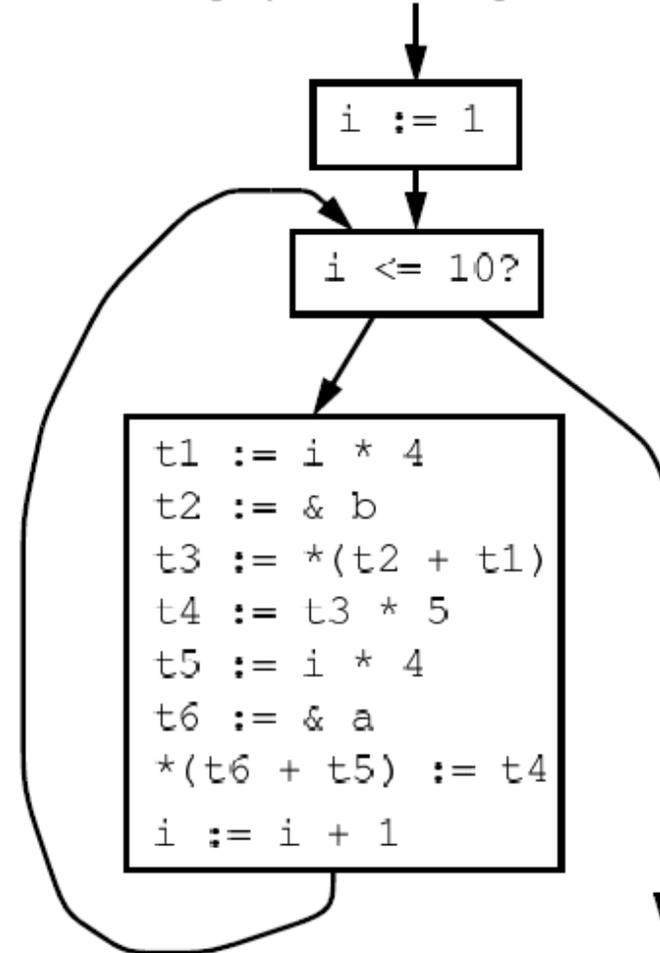 i := 1
i <= 10?
t1 := i * 4
t2 := & b
t3 := *(t2 + t1)
t4 := t3 * 5
t5 := i * 4
t6 := & a
*(t6 + t5) := t4
i := i + 1